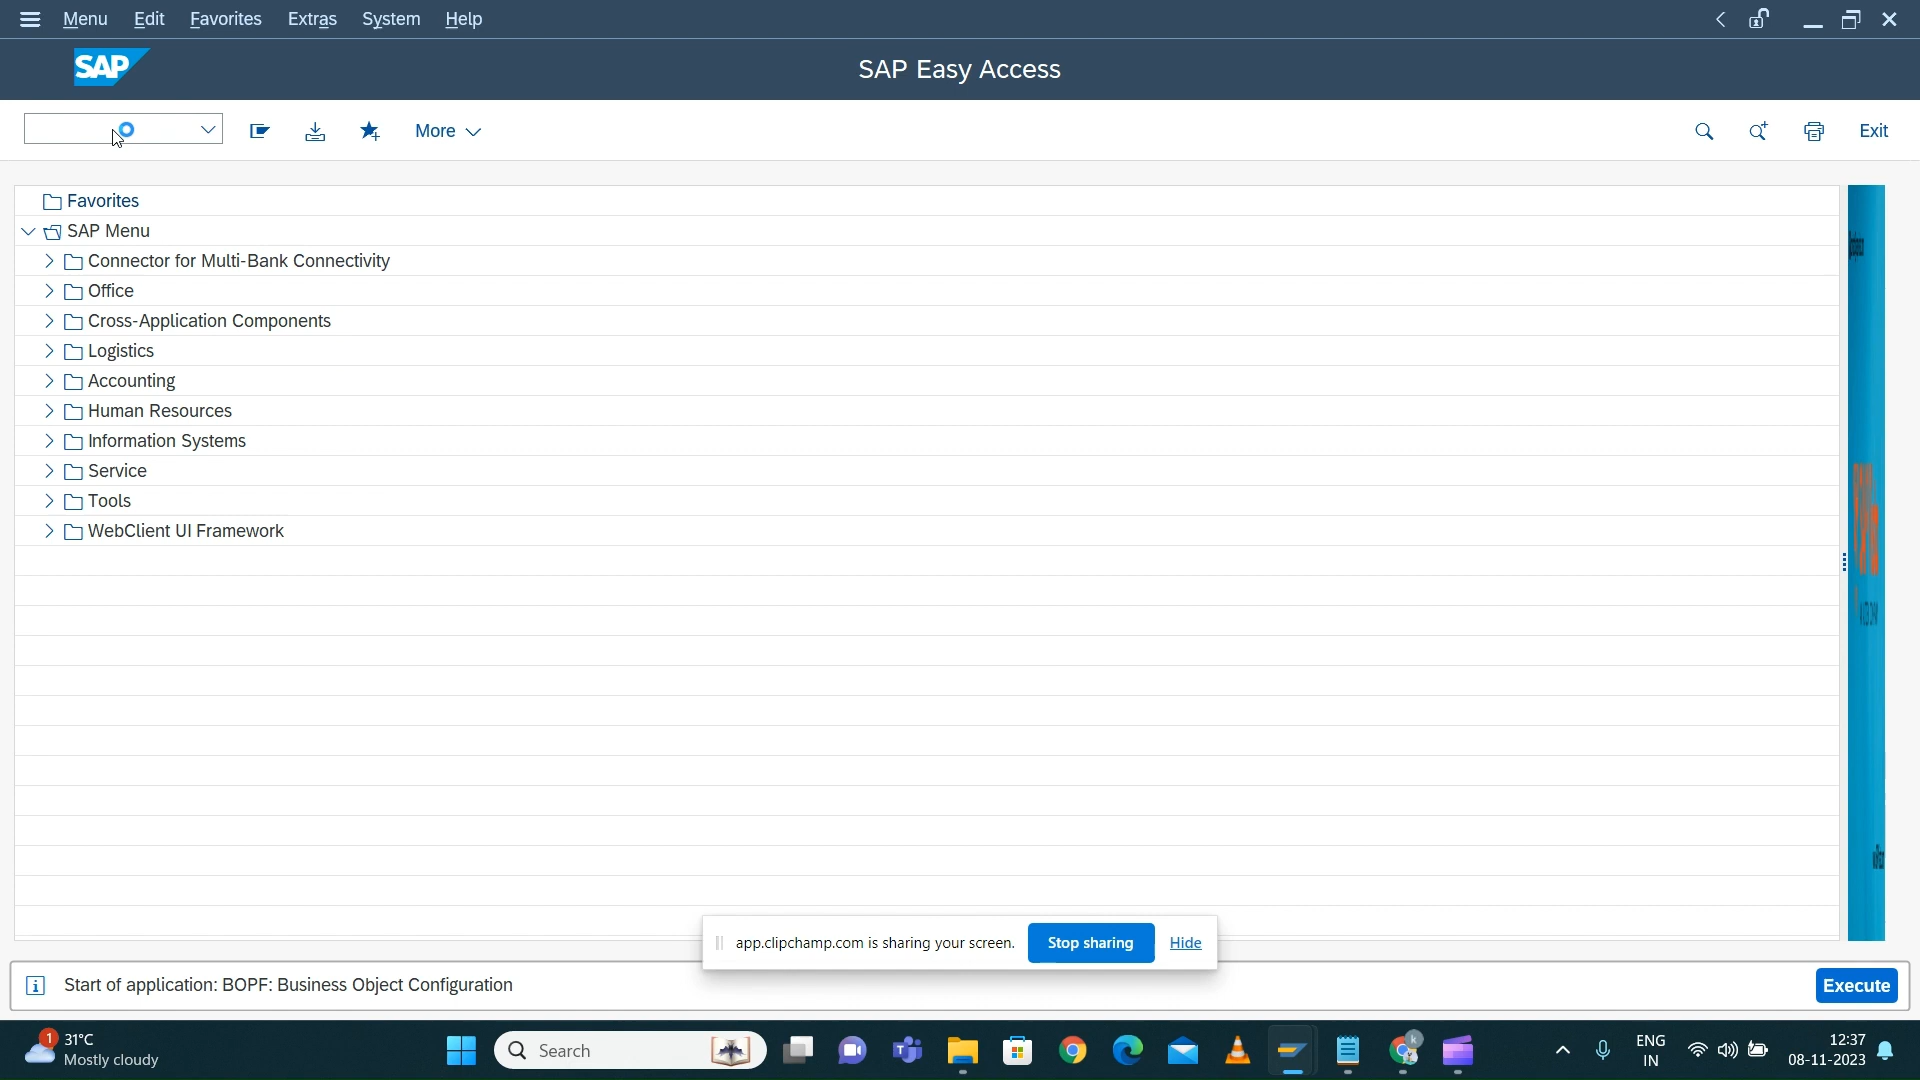 Menu Edit Favorites Extras System Help
SAP
SAP Easy Access
More
Exit
Favorites
SAP Menu
Connector for Multi-Bank Connectivity
Office
Cross-Application Components
Logistics
Accounting
Human Resources
Information Systems
Service
Tools
WebClient UI Framework
app.clipchamp.com is sharing your screen. Stop sharing Hide
Start of application: BOPF: Business Object Configuration
Execute
1
31°C
Mostly cloudy
Search
k
ENG
IN
12:37
08-11-2023